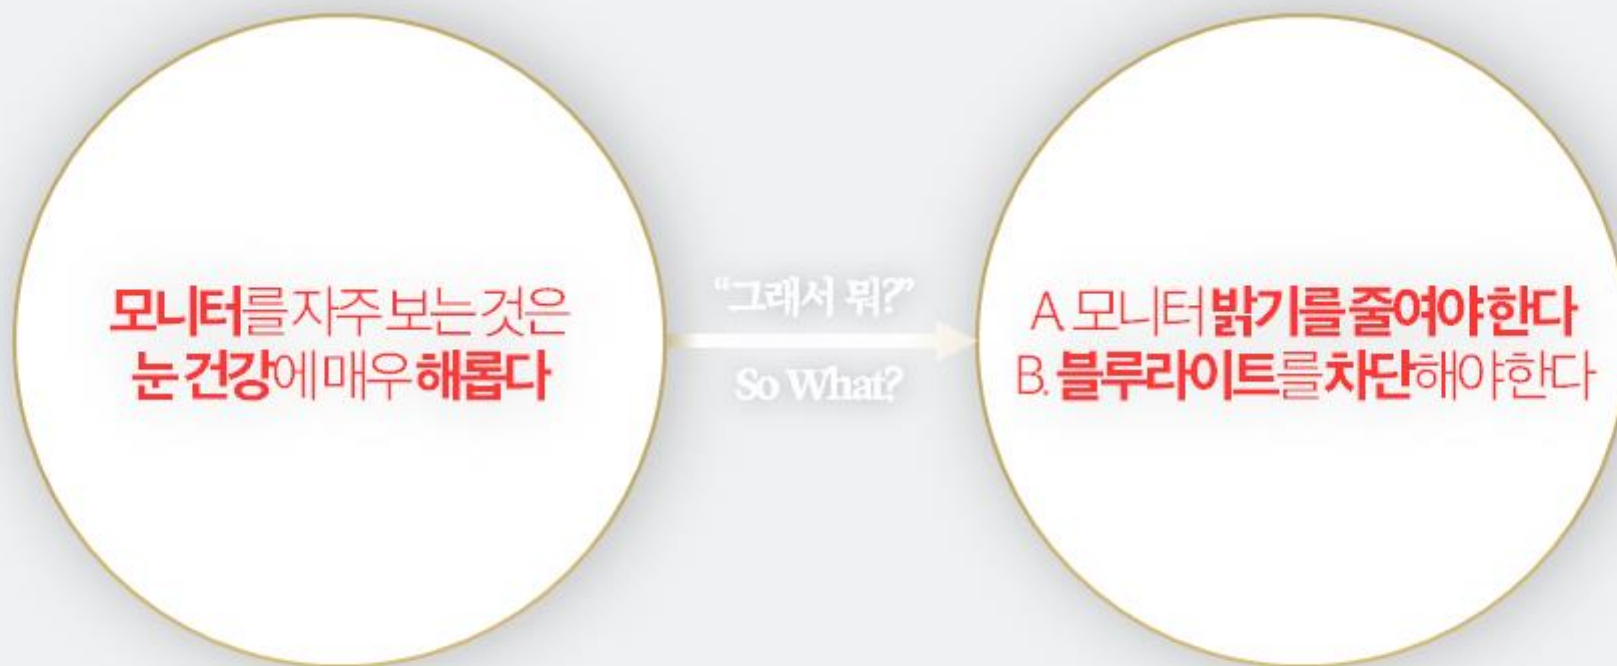 모니터를 자주 보는 것은
눈 건강에 매우 해롭다
“그래서 뭐?”
So What?
A. 모니터 밝기를 줄여야 한다
B. 블루라이트를 차단해야한다